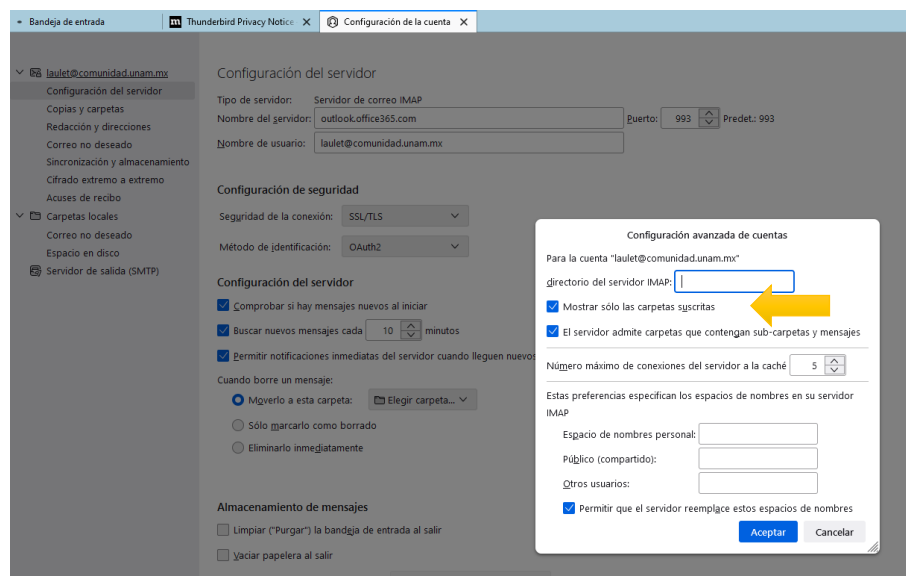 Bandeja de entrada
Thunderbird Privacy Notice
Configuración de la cuenta
laulet@comunidad.unam.mx
Configuración del servidor
Copias y carpetas
Redacción y direcciones
Correo no deseado
Sincronización y almacenamiento
Cifrado extremo a extremo
Acuses de recibo
Carpetas locales
Correo no deseado
Espacio en disco
Servidor de salida (SMTP)
Configuración del servidor
Tipo de servidor: Servidor de correo IMAP
Nombre del servidor: outlook.office365.com Puerto: 993 Predet.: 993
Nombre de usuario: laulet@comunidad.unam.mx
Configuración de seguridad
Seguridad de la conexión: SSL/TLS
Método de identificación: OAuth2
Configuración del servidor
Comprobar si hay mensajes nuevos al iniciar
Buscar nuevos mensajes cada 10 minutos
Permitir notificaciones inmediatas del servidor cuando lleguen nuevos
Cuando borre un mensaje:
Moverlo a esta carpeta: Elegir carpeta...
Sólo marcarlo como borrado
Eliminarlo inmediatamente
Almacenamiento de mensajes
Limpiar ("Purgar") la bandeja de entrada al salir
Vaciar papelera al salir
Configuración avanzada de cuentas
Para la cuenta "laulet@comunidad.unam.mx"
directorio del servidor IMAP:
Mostrar sólo las carpetas suscritas
El servidor admite carpetas que contengan sub-carpetas y mensajes
Número máximo de conexiones del servidor a la caché 5
Estas preferencias especifican los espacios de nombres en su servidor
IMAP
Espacio de nombres personal:
Público (compartido):
Otros usuarios:
Permitir que el servidor reemplace estos espacios de nombres
Aceptar Cancelar